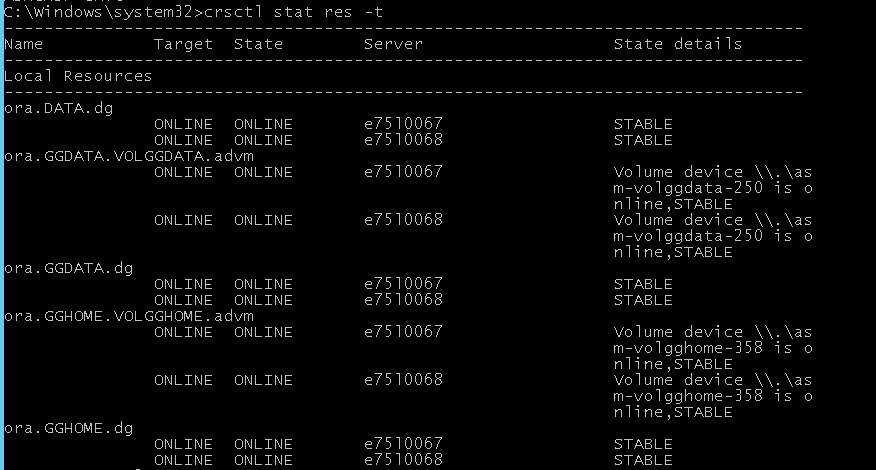 C:\Windows\system32>crsctl stat res -t
--------------------------------------------------------------------------------
Name           Target  State        Server                   State details
--------------------------------------------------------------------------------
Local Resources
--------------------------------------------------------------------------------
ora.DATA.dg
               ONLINE  ONLINE       e7510067                 STABLE
               ONLINE  ONLINE       e7510068                 STABLE
ora.GGDATA.VOLGGDATA.advm
               ONLINE  ONLINE       e7510067                 Volume device \\.\as
                                                             m-volggdata-250 is o
                                                             nline,STABLE
               ONLINE  ONLINE       e7510068                 Volume device \\.\as
                                                             m-volggdata-250 is o
                                                             nline,STABLE
ora.GGDATA.dg
               ONLINE  ONLINE       e7510067                 STABLE
               ONLINE  ONLINE       e7510068                 STABLE
ora.GGHOME.VOLGGHOME.advm
               ONLINE  ONLINE       e7510067                 Volume device \\.\as
                                                             m-volgghome-358 is o
                                                             nline,STABLE
               ONLINE  ONLINE       e7510068                 Volume device \\.\as
                                                             m-volgghome-358 is o
                                                             nline,STABLE
ora.GGHOME.dg
               ONLINE  ONLINE       e7510067                 STABLE
               ONLINE  ONLINE       e7510068                 STABLE